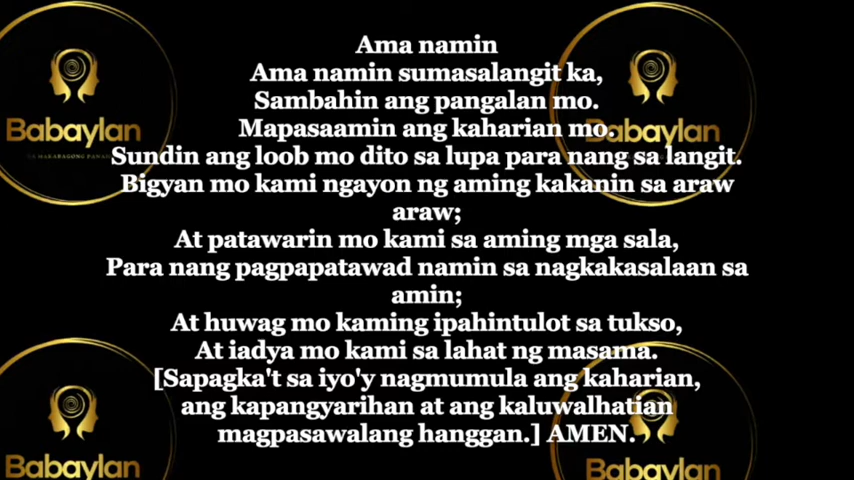 Ama namin
Ama namin sumasalangit ka,
Sambahin ang pangalan mo.
Mapasaamin ang kaharian mo.
Sundin ang loob mo dito sa lupa para nang sa langit.
Bigyan mo kami ngayon ng aming kakanin sa araw
araw;
At patawarin mo kami sa aming mga sala,
Para nang pagpapatawad namin sa nagkakasalaan sa
amin;
At huwag mo kaming ipahintulot sa tukso,
At iadya mo kami sa lahat ng masama.
[Sapagka't sa iyo'y nagmumula ang kaharian,
ang kapangyarihan at ang kaluwalhatian
magpasawalang hanggan.] AMEN.
Babaylan
Babaylan
Babaylan
Babaylan